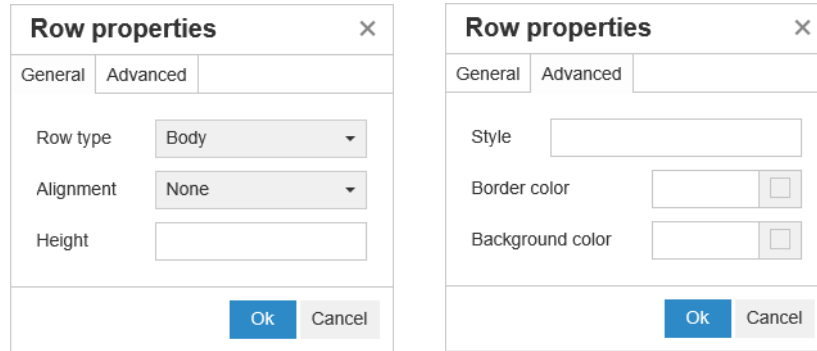 Row properties ×
General Advanced
Row type Body
Alignment None
Height
Ok Cancel
Row properties ×
General Advanced
Style
Border color
Background color
Ok Cancel